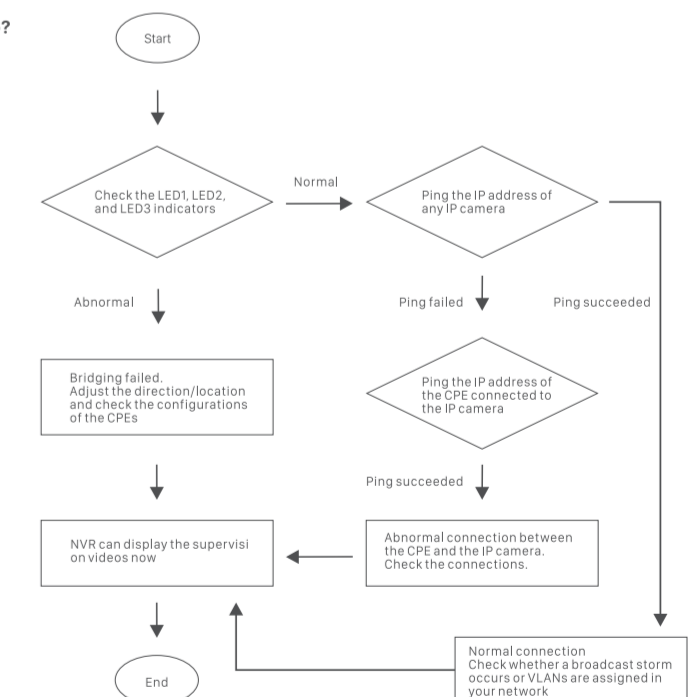 ?
Start
Check the LED1, LED2,
and LED3 indicators
Normal
Ping the IP address of
any IP camera
Abnormal
Ping failed
Ping succeeded
Bridging failed.
Adjust the direction/location
and check the configurations
of the CPEs
Ping the IP address of
the CPE connected to
the IP camera
Ping succeeded
NVR can display the supervisi
on videos now
Abnormal connection between
the CPE and the IP camera.
Check the connections.
Normal connection
Check whether a broadcast storm
occurs or VLANs are assigned in
your network
End